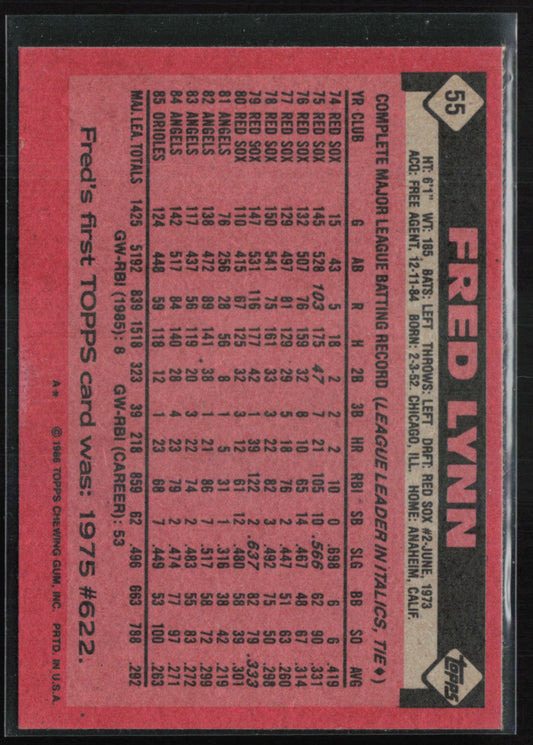 55
FRED LYNN
topps
HT: 6'1" WT: 185 BATS: LEFT THROWS: LEFT DRFT: RED SOX #2-JUNE, 1973
ACQ: FREE AGENT, 12-11-84 BORN: 2-3-52, CHICAGO, ILL. HOME: ANAHEIM, CALIF.
COMPLETE MAJOR LEAGUE BATTING RECORD (LEAGUE LEADER IN ITALICS, TIE♦)
YR CLUB G AB R H 2B 3B HR RBI SB SLG BB SO AVG
74 RED SOX 15 43 5 18 2 2 2 10 0 .698 6 6 .419
75 RED SOX 145 528 103 175 47 7 21 105 10 .566 62 90 .331
76 RED SOX 132 507 76 159 32 8 10 65 14 .467 48 67 .314
77 RED SOX 129 497 81 129 29 5 18 76 2 .447 51 63 .260
78 RED SOX 150 541 75 161 33 3 22 82 3 .492 75 50 .298
79 RED SOX 147 531 116 177 42 1 39 122 2 .637 82 79 .333
80 RED SOX 110 415 67 125 32 3 12 61 12 .480 58 39 .301
81 ANGELS 76 256 28 56 8 1 5 31 1 .316 38 42 .219
82 ANGELS 138 472 89 141 38 1 21 86 7 .517 58 72 .299
83 ANGELS 117 437 56 119 20 3 22 74 2 .483 55 83 .272
84 ANGELS 142 517 84 140 28 4 23 79 2 .474 77 97 .271
85 ORIOLES 124 448 59 118 12 1 23 68 7 .449 53 100 .263
MAJ. LEA. TOTALS 1425 5192 839 1518 323 39 218 859 62 .496 663 788 .292
GW-RBI (1985): 8 GW-RBI (CAREER): 53
Fred's first TOPPS card was: 1975 #622.
A* © 1986 TOPPS CHEWING GUM, INC. PRTD. IN U.S.A.